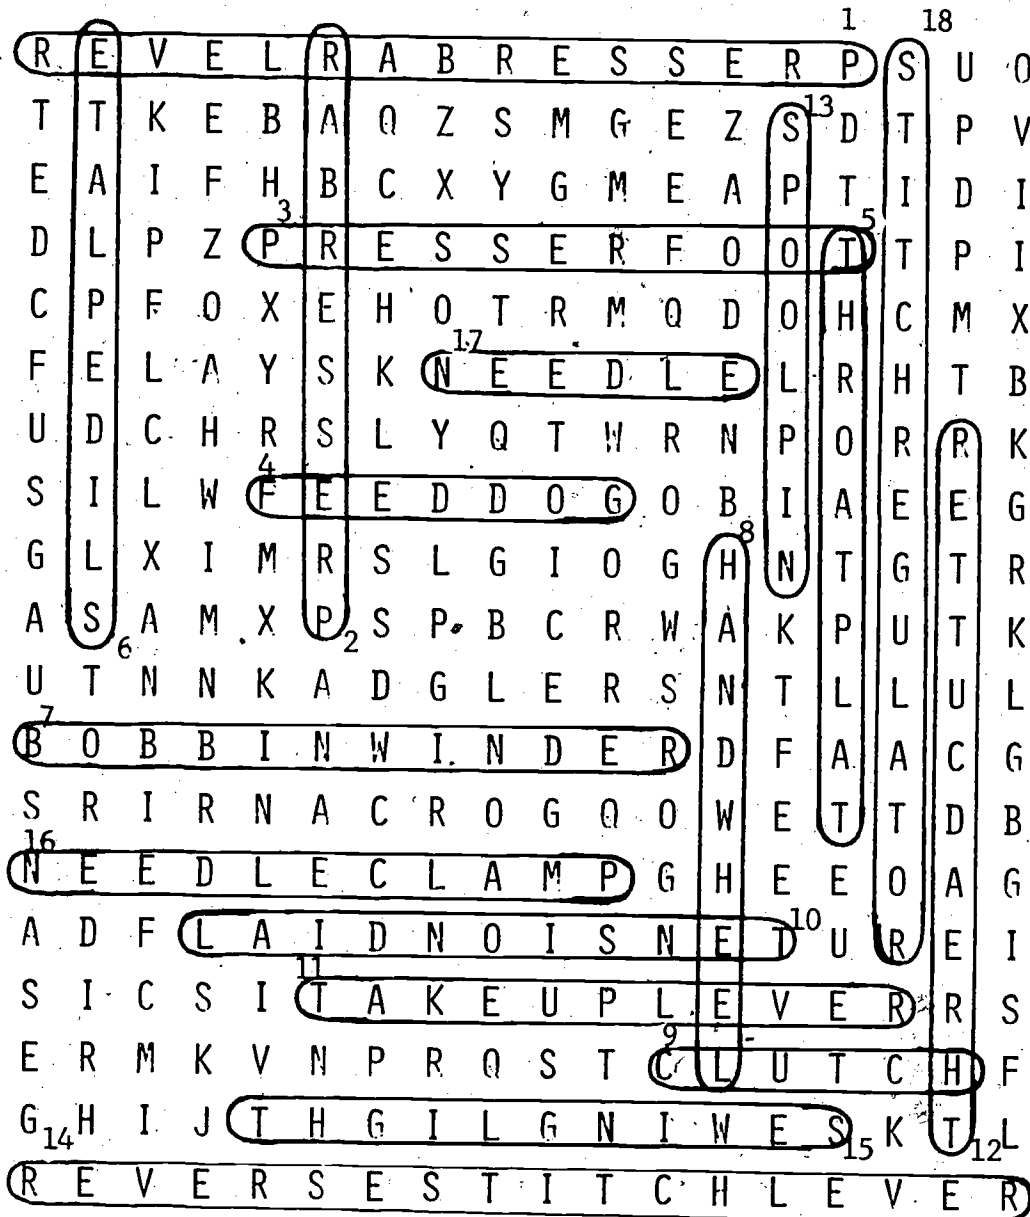 1 18
R E V E L R A B R E S S E R P S U O
13
T T K E B A Q Z S M G E Z S D T P V
E A I F H B C X Y G M E A P T I D I
3 5
D L P Z P R E S S E R F O O T T P I
C P F O X E H O T R M Q D O H C M X
17
F E L A Y S K N E E D L E L R H T B
U D C H R S L Y Q T W R N P O R R K
4
S I L W F E E D D O G O B I A E E G
8
G L X I M R S L G I O G H N T G T R
A S A M X P S P B C R W A K P U T K
6 2
U T N N K A D G L E R S N T L L U L
7
B O B B I N W I N D E R D F A A C G
S R I R N A C R O G Q O W E T T D B
16
N E E D L E C L A M P G H E E O A G
10
A D F L A I D N O I S N E T U R E I
11
S I C S I T A K E U P L E V E R R S
9
E R M K V N P R Q S T C L U T C H F
G H I J T H G I L G N I W E S K T L
14 15 12
R E V E R S E S T I T C H L E V E R